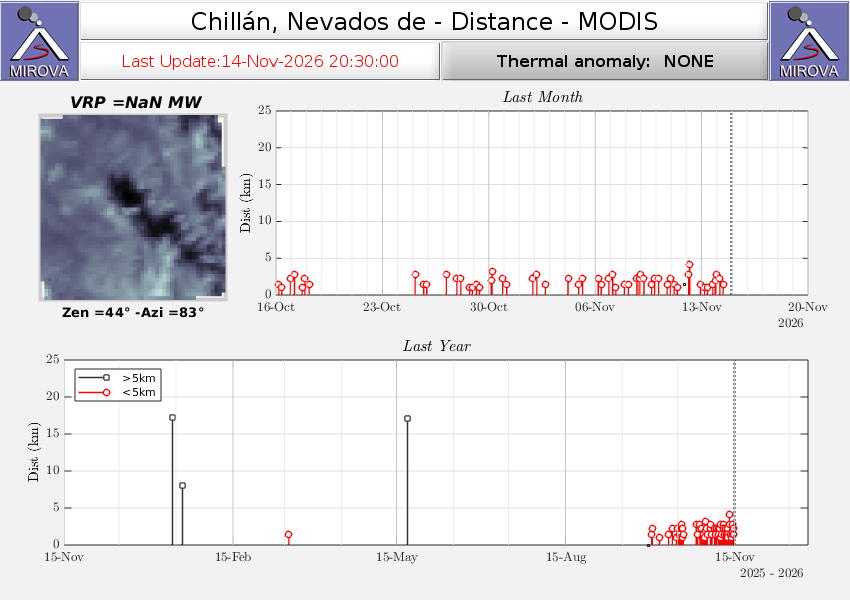 Chillán, Nevados de - Distance - MODIS
MIROVA
Last Update:14-Nov-2026 20:30:00
Thermal anomaly: NONE
MIROVA
VRP =NaN MW
Zen =44° -Azi =83°
Last Month
Dist (km)
25
20
15
10
5
0
16-Oct
23-Oct
30-Oct
06-Nov
13-Nov
20-Nov
2026
Last Year
Dist (km)
25
20
15
10
5
0
>5km
<5km
15-Nov
15-Feb
15-May
15-Aug
15-Nov
2025 - 2026